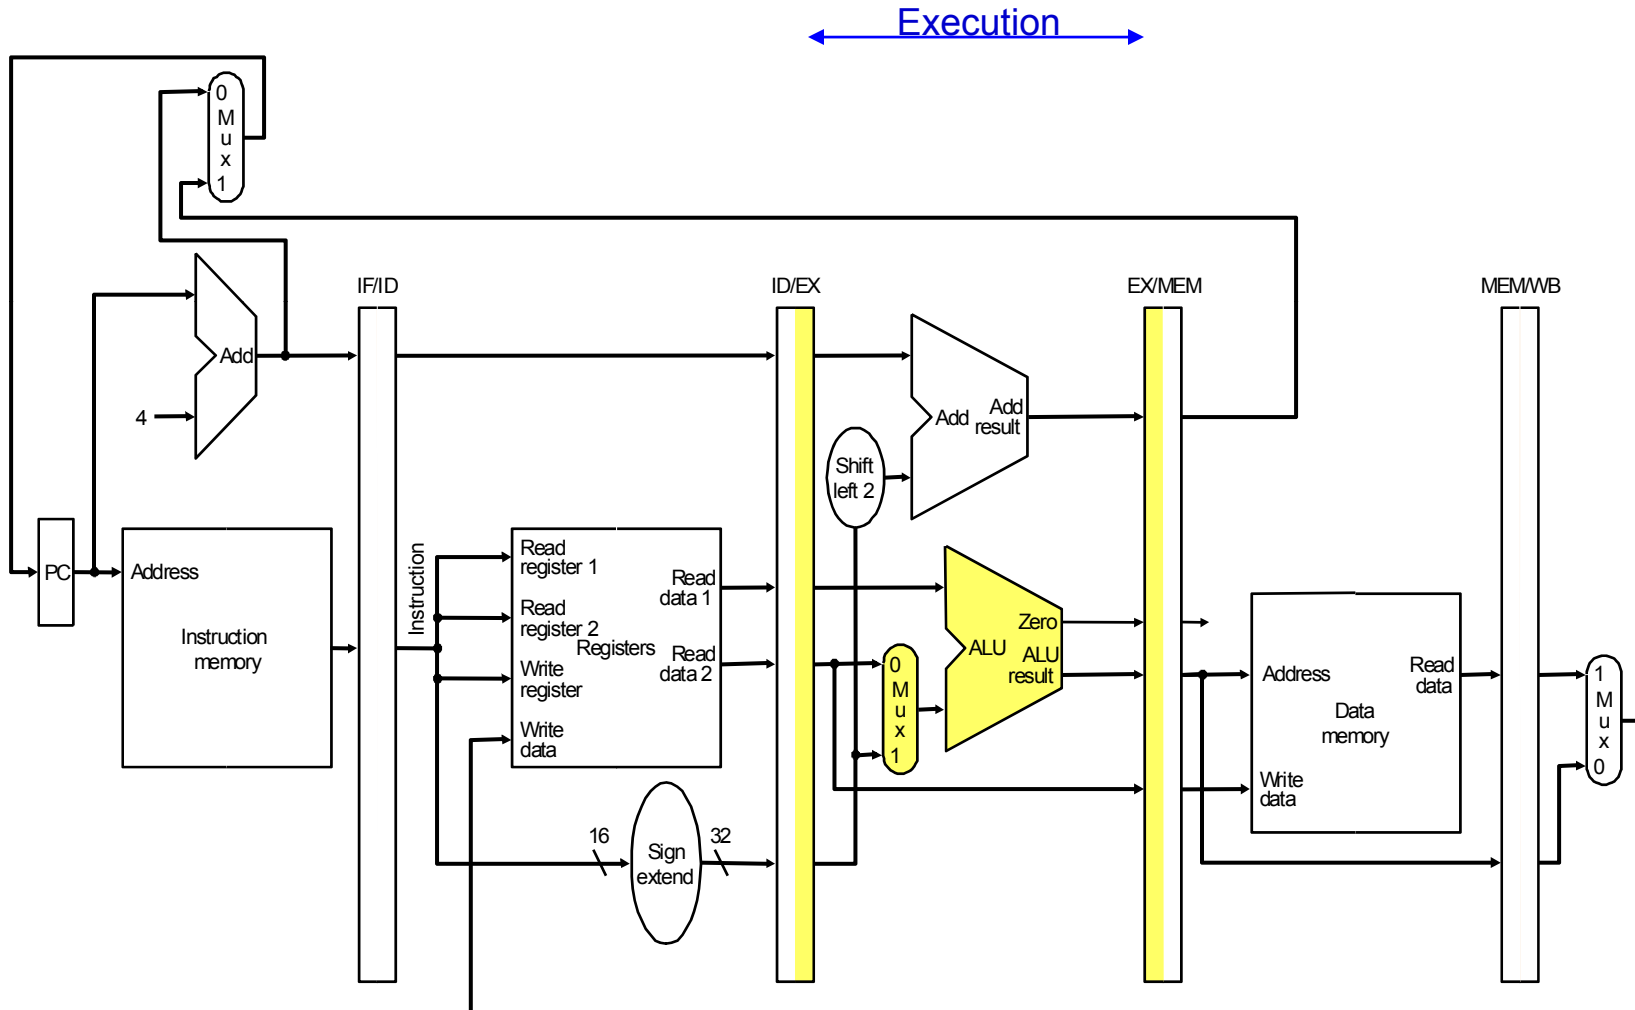 Execution
0
M
u
x
1
IF/ID
ID/EX
EX/MEM
MEM/WB
Add
4
Add
Add
result
Shift
left 2
PC
Address
Instruction
memory
Instruction
Read
register 1
Read
register 2
Write
register
Write
data
Registers
Read
data 1
Read
data 2
16
Sign
extend
32
0
M
u
x
1
Zero
ALU
ALU
result
Address
Read
data
Data
memory
Write
data
1
M
u
x
0